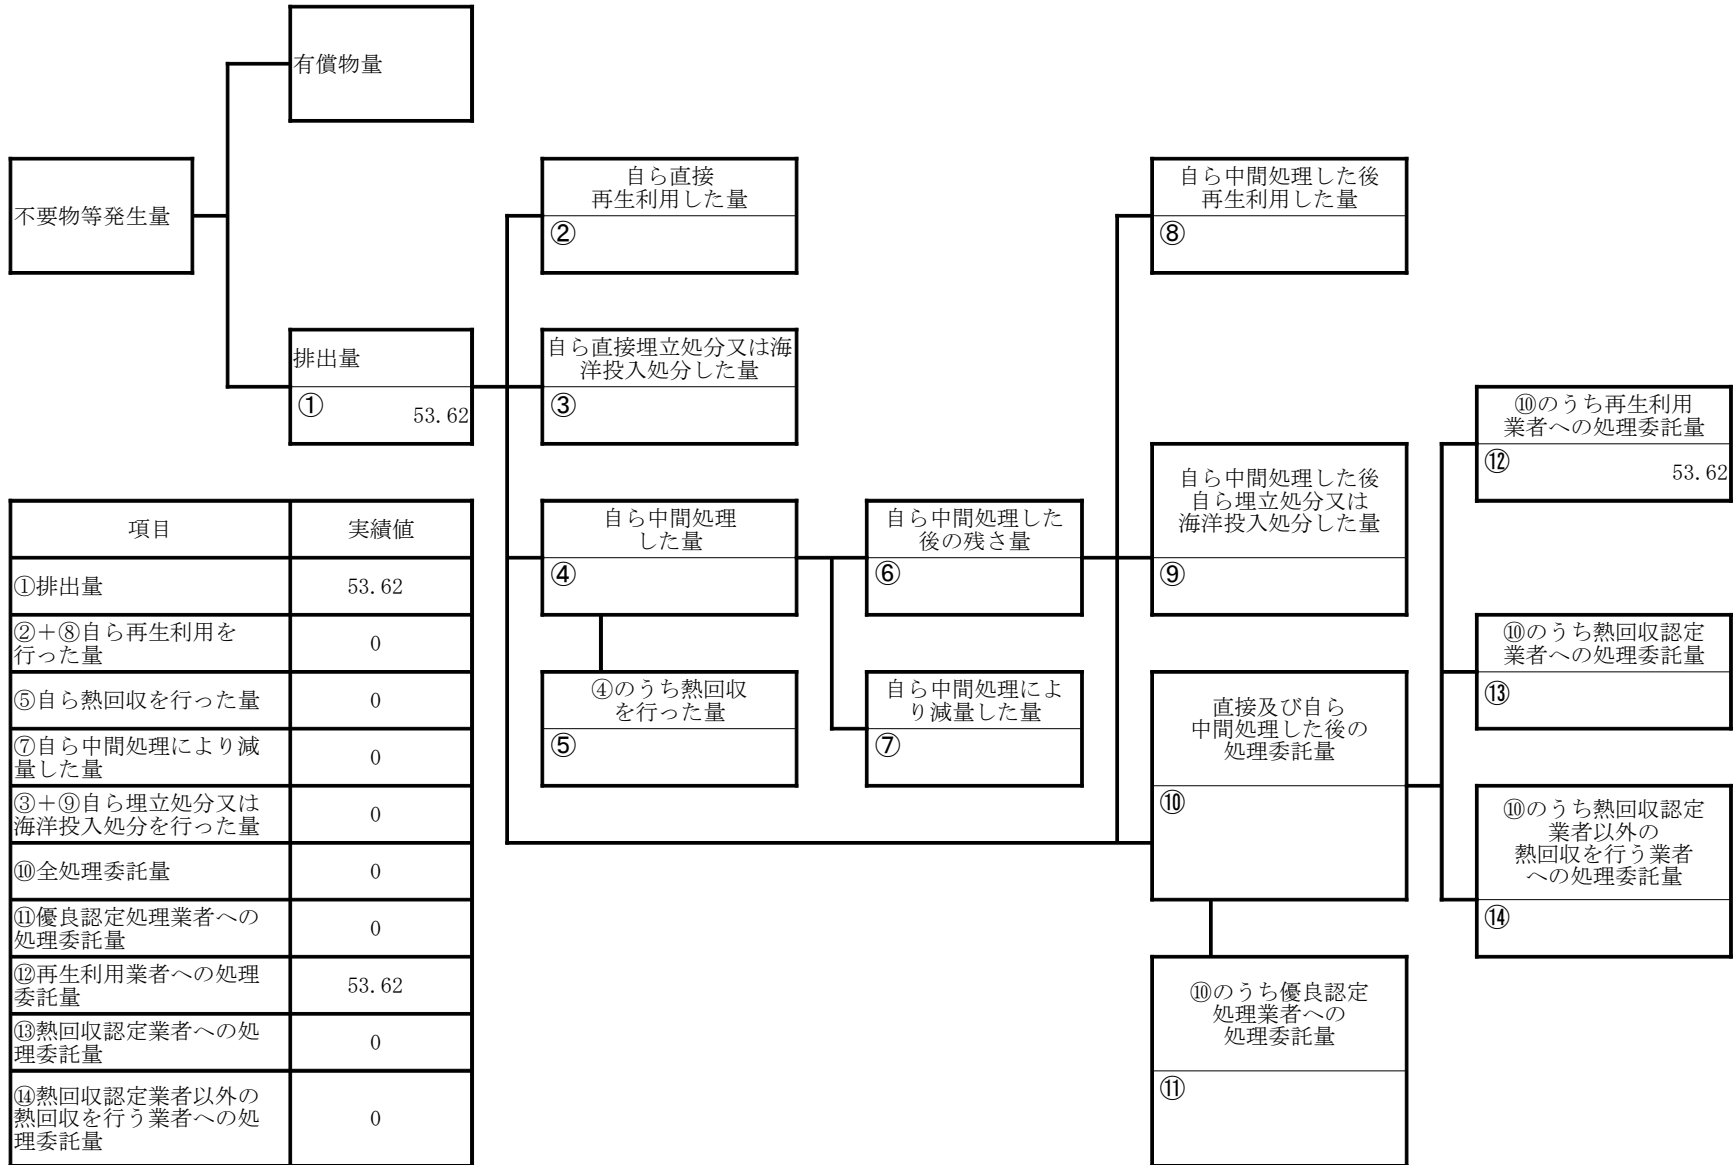 有償物量
不要物等発生量
自ら直接
再生利用した量
②
自ら中間処理した後
再生利用した量
⑧
排出量
①
53.62
自ら直接埋立処分又は海
洋投入処分した量
③
⑩のうち再生利用
業者への処理委託量
⑫
53.62
自ら中間処理
した量
④
自ら中間処理した
後の残さ量
⑥
自ら中間処理した後
自ら埋立処分又は
海洋投入処分した量
⑨
⑩のうち熱回収認定
業者への処理委託量
⑬
④のうち熱回収
を行った量
⑤
自ら中間処理によ
り減量した量
⑦
直接及び自ら
中間処理した後の
処理委託量
⑩
⑩のうち熱回収認定
業者以外の
熱回収を行う業者
への処理委託量
⑭
⑩のうち優良認定
処理業者への
処理委託量
⑪
項目 実績値
①排出量 53.62
②+⑧自ら再生利用を
行った量
0
⑤自ら熱回収を行った量 0
⑦自ら中間処理により減
量した量
0
③+⑨自ら埋立処分又は
海洋投入処分を行った量
0
⑩全処理委託量 0
⑪優良認定処理業者への
処理委託量
0
⑫再生利用業者への処理
委託量
53.62
⑬熱回収認定業者への処
理委託量
0
⑭熱回収認定業者以外の
熱回収を行う業者への処
理委託量
0